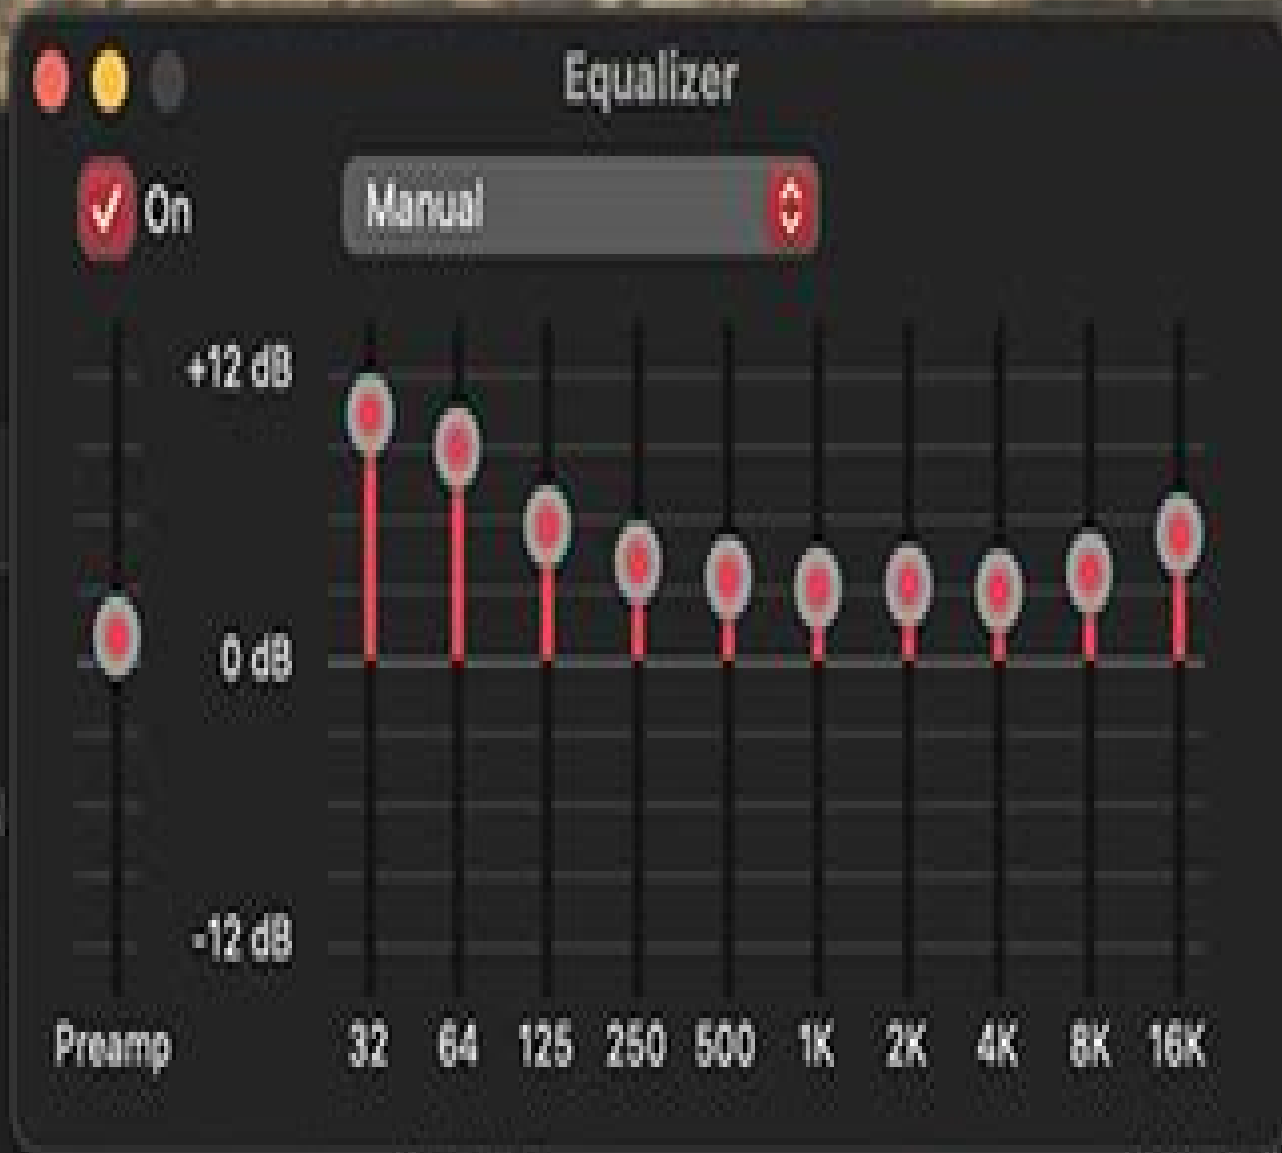 Equalizer
On
Manual
+12 dB
0 dB
-12 dB
Preamp 32 64 125 250 500 1K 2K 4K 8K 16K